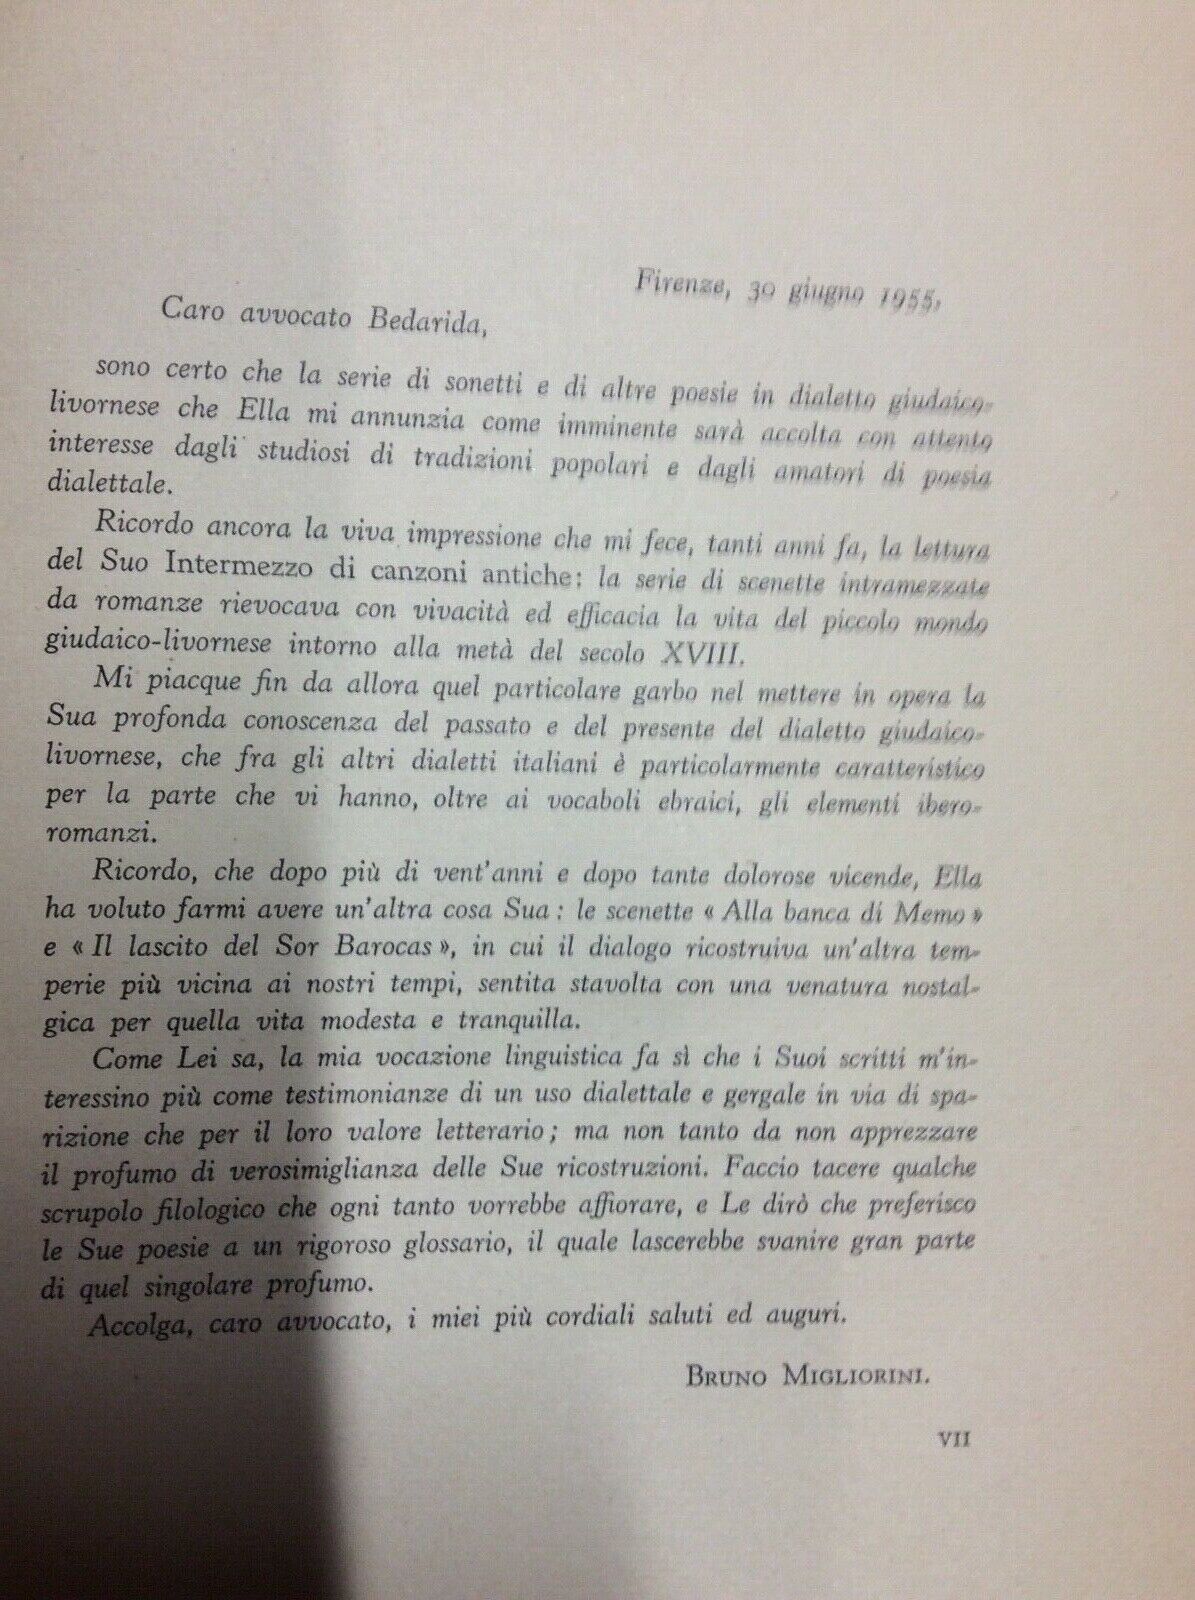 Firenze, 30 giugno 1955,
Caro avvocato Bedarida,
sono certo che la serie di sonetti e di altre poesie in dialetto giudaico-
livornese che Ella mi annunzia come imminente sarà accolta con attento
interesse dagli studiosi di tradizioni popolari e dagli amatori di poesia
dialettale.
Ricordo ancora la viva impressione che mi fece, tanti anni fa, la lettura
del Suo Intermezzo di canzoni antiche: la serie di scenette intramezzate
da romanze rievocava con vivacità ed efficacia la vita del piccolo mondo
giudaico-livornese intorno alla metà del secolo XVIII.
Mi piacque fin da allora quel particolare garbo nel mettere in opera la
Sua profonda conoscenza del passato e del presente del dialetto giudaico-
livornese, che fra gli altri dialetti italiani è particolarmente caratteristico
per la parte che vi hanno, oltre ai vocaboli ebraici, gli elementi ibero-
romanzi.
Ricordo, che dopo più di vent'anni e dopo tante dolorose vicende, Ella
ha voluto farmi avere un'altra cosa Sua: le scenette « Alla banca di Memo »
e « Il lascito del Sor Barocas », in cui il dialogo ricostruiva un'altra tem-
perie più vicina ai nostri tempi, sentita stavolta con una venatura nostal-
gica per quella vita modesta e tranquilla.
Come Lei sa, la mia vocazione linguistica fa sì che i Suoi scritti m'in-
teressino più come testimonianze di un uso dialettale e gergale in via di spa-
rizione che per il loro valore letterario; ma non tanto da non apprezzare
il profumo di verosimiglianza delle Sue ricostruzioni. Faccio tacere qualche
scrupolo filologico che ogni tanto vorrebbe affiorare, e Le dirò che preferisco
le Sue poesie a un rigoroso glossario, il quale lascerebbe svanire gran parte
di quel singolare profumo.
Accolga, caro avvocato, i miei più cordiali saluti ed auguri.
BRUNO MIGLIORINI.
VII